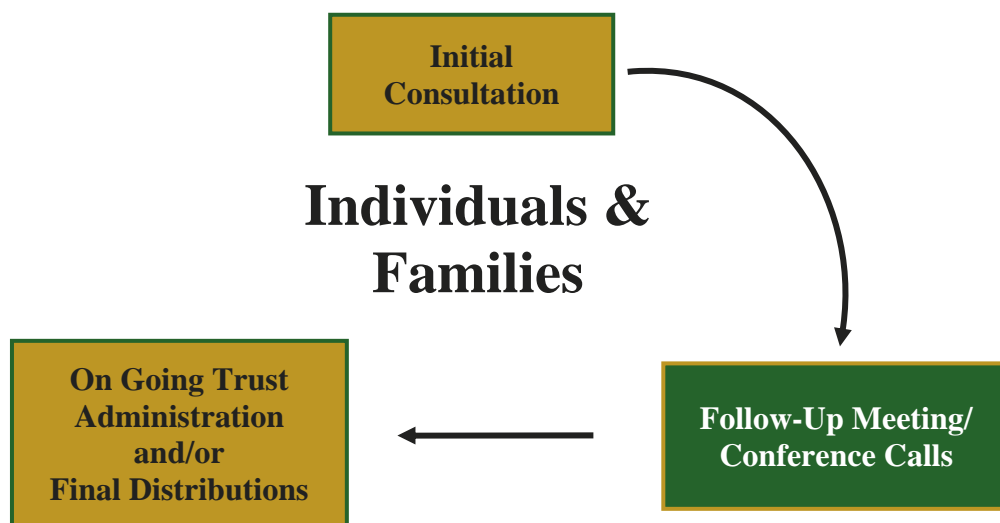 Initial
Consultation
Individuals &
Families
On Going Trust
Administration
and/or
Final Distributions
Follow-Up Meeting/
Conference Calls